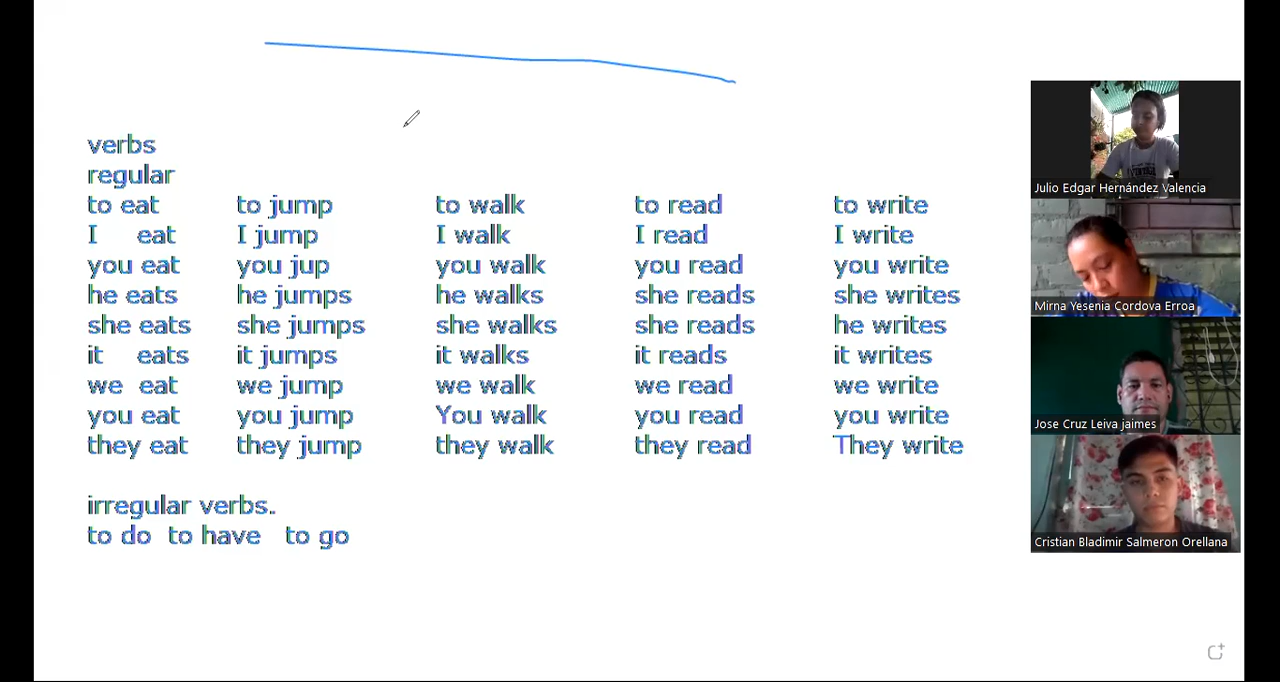 verbs
regular
to eat to jump to walk to read to write
I eat I jump I walk I read I write
you eat you jup you walk you read you write
he eats he jumps he walks she reads she writes
she eats she jumps she walks she reads he writes
it eats it jumps it walks it reads it writes
we eat we jump we walk we read we write
you eat you jump You walk you read you write
they eat they jump they walk they read They write
irregular verbs.
to do to have to go
Julio Edgar Hernández Valencia
Mirna Yesenia Cordova Erroa
Jose Cruz Leiva jaimes
Cristian Bladimir Salmeron Orellana